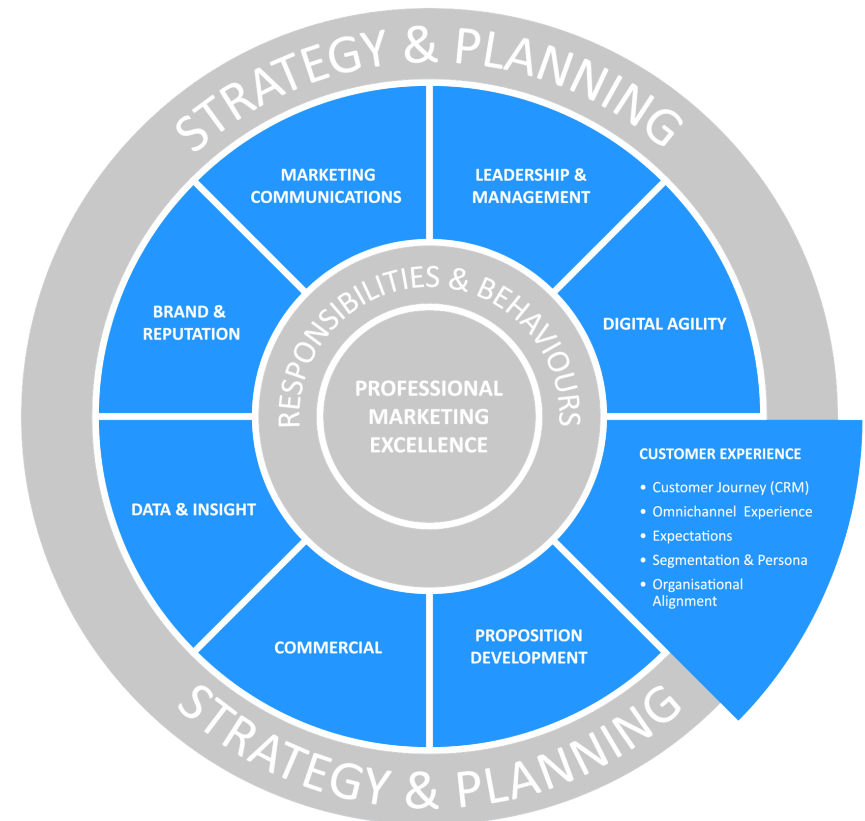 STRATEGY & PLANNING
MARKETING
COMMUNICATIONS
LEADERSHIP &
MANAGEMENT
BRAND &
REPUTATION
DIGITAL AGILITY
RESPONSIBILITIES & BEHAVIOURS
PROFESSIONAL
MARKETING
EXCELLENCE
CUSTOMER EXPERIENCE
• Customer Journey (CRM)
• Omnichannel Experience
• Expectations
• Segmentation & Persona
• Organisational
Alignment
DATA & INSIGHT
COMMERCIAL
PROPOSITION
DEVELOPMENT
STRATEGY & PLANNING